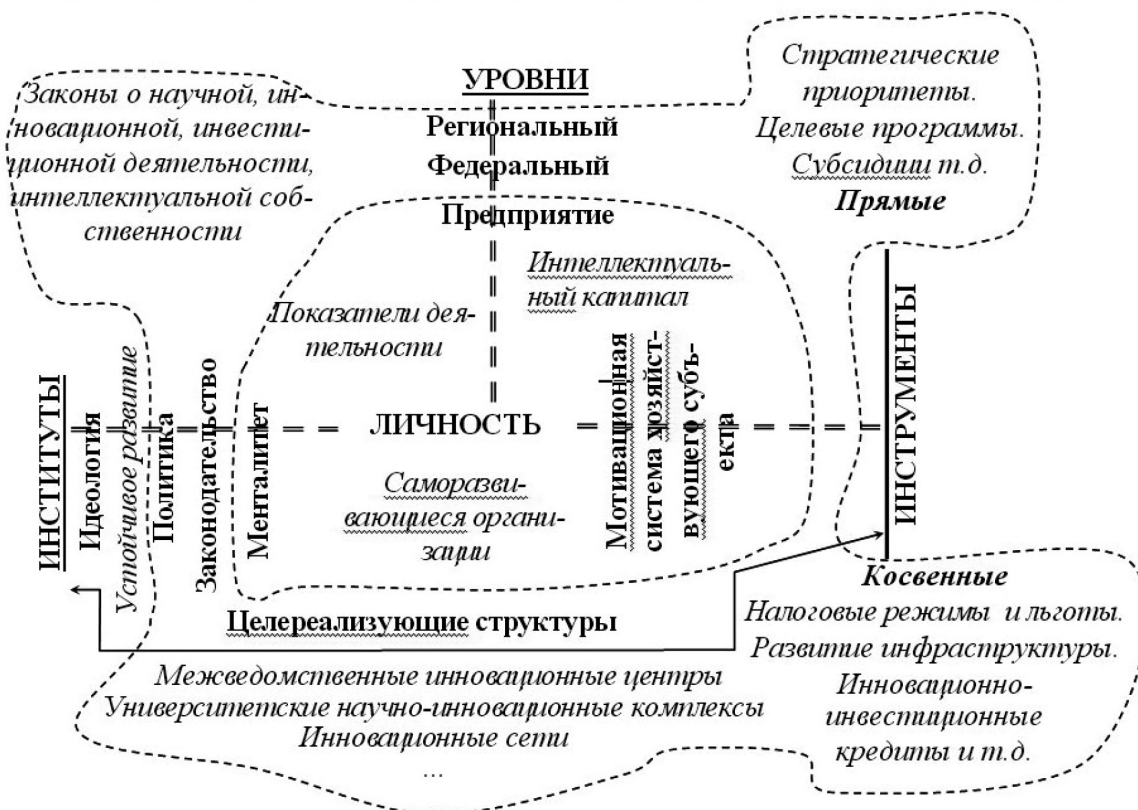 УРОВНИ
Региональный
Федеральный
Предприятие
Законы о научной, ин-
новационной, инвести-
ционной деятельности,
интеллектуальной соб-
ственности
Стратегические
приоритеты.
Целевые программы.
Субсидиии т.д.
Прямые
Интеллектуаль-
ный капитал
Показатели дея-
тельности
ИНСТИТУТЫ
Идеология
Устойчивое развитие
Политика
Законодательство
Менталитет
ЛИЧНОСТЬ
Мотивационная
система хозяйст-
вующего субъ-
екта
ИНСТРУМЕНТЫ
Саморазви-
вающиеся органи-
зации
Целереализующие структуры
Межведомственные инновационные центры
Университетские научно-инновационные комплексы
Инновационные сети
...
Косвенные
Налоговые режимы и льготы.
Развитие инфраструктуры.
Инновационно-
инвестиционные
кредиты и т.д.